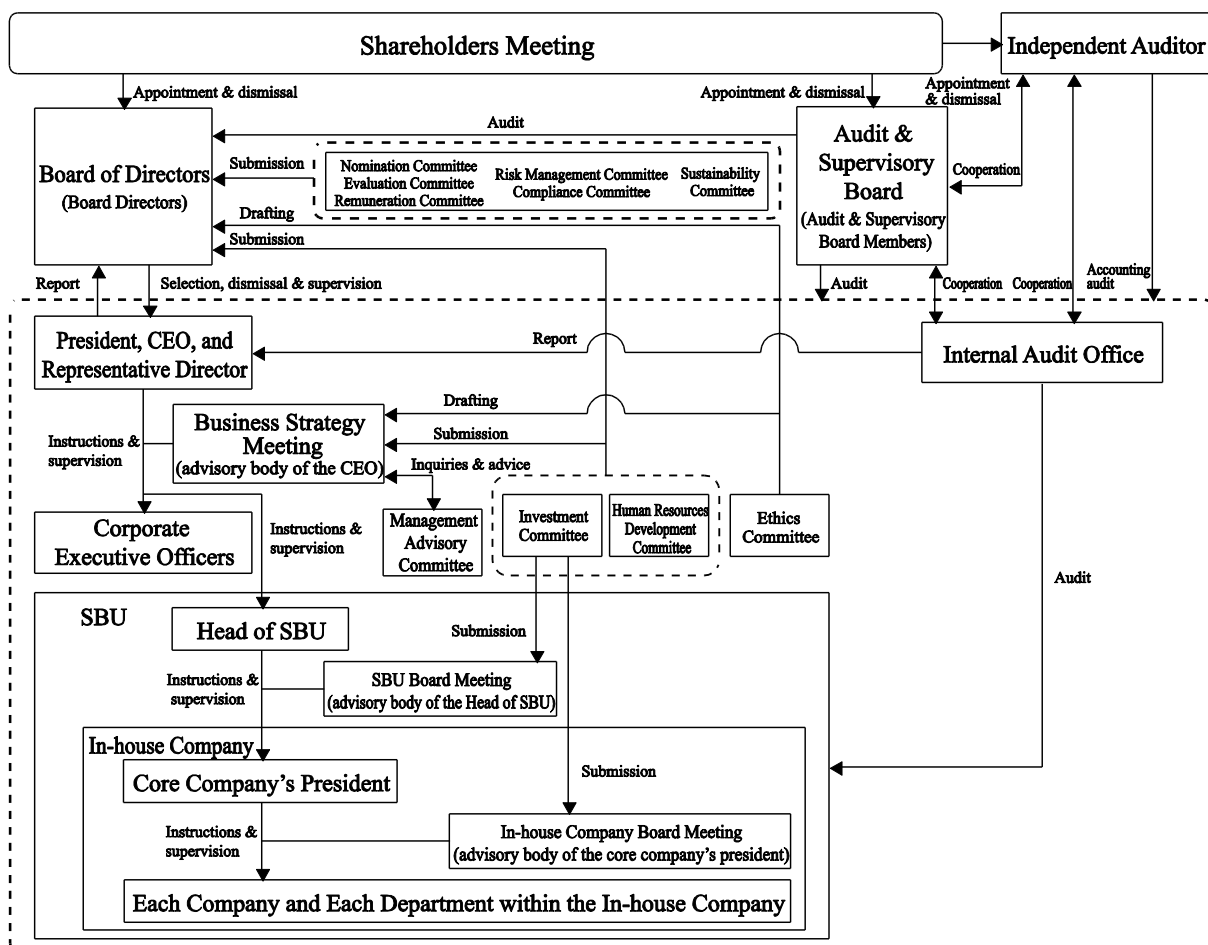 Shareholders Meeting
Independent Auditor
Appointment & dismissal
Appointment & dismissal
Appointment
& dismissal
Audit
Board of Directors
(Board Directors)
Submission
Nomination Committee
Evaluation Committee
Remuneration Committee
Risk Management Committee
Compliance Committee
Sustainability
Committee
Audit &
Supervisory
Board
(Audit & Supervisory
Board Members)
Cooperation
Drafting
Submission
Report
Selection, dismissal & supervision
Audit
Cooperation
Cooperation
Accounting
audit
President, CEO, and
Representative Director
Report
Internal Audit Office
Instructions &
supervision
Business Strategy
Meeting
(advisory body of the CEO)
Drafting
Submission
Inquiries & advice
Corporate
Executive Officers
Instructions &
supervision
Management
Advisory
Committee
Investment
Committee
Human Resources
Development
Committee
Ethics
Committee
Audit
SBU
Head of SBU
Submission
Instructions &
supervision
SBU Board Meeting
(advisory body of the Head of SBU)
In-house Company
Core Company's President
Submission
Instructions &
supervision
In-house Company Board Meeting
(advisory body of the core company's president)
Each Company and Each Department within the In-house Company